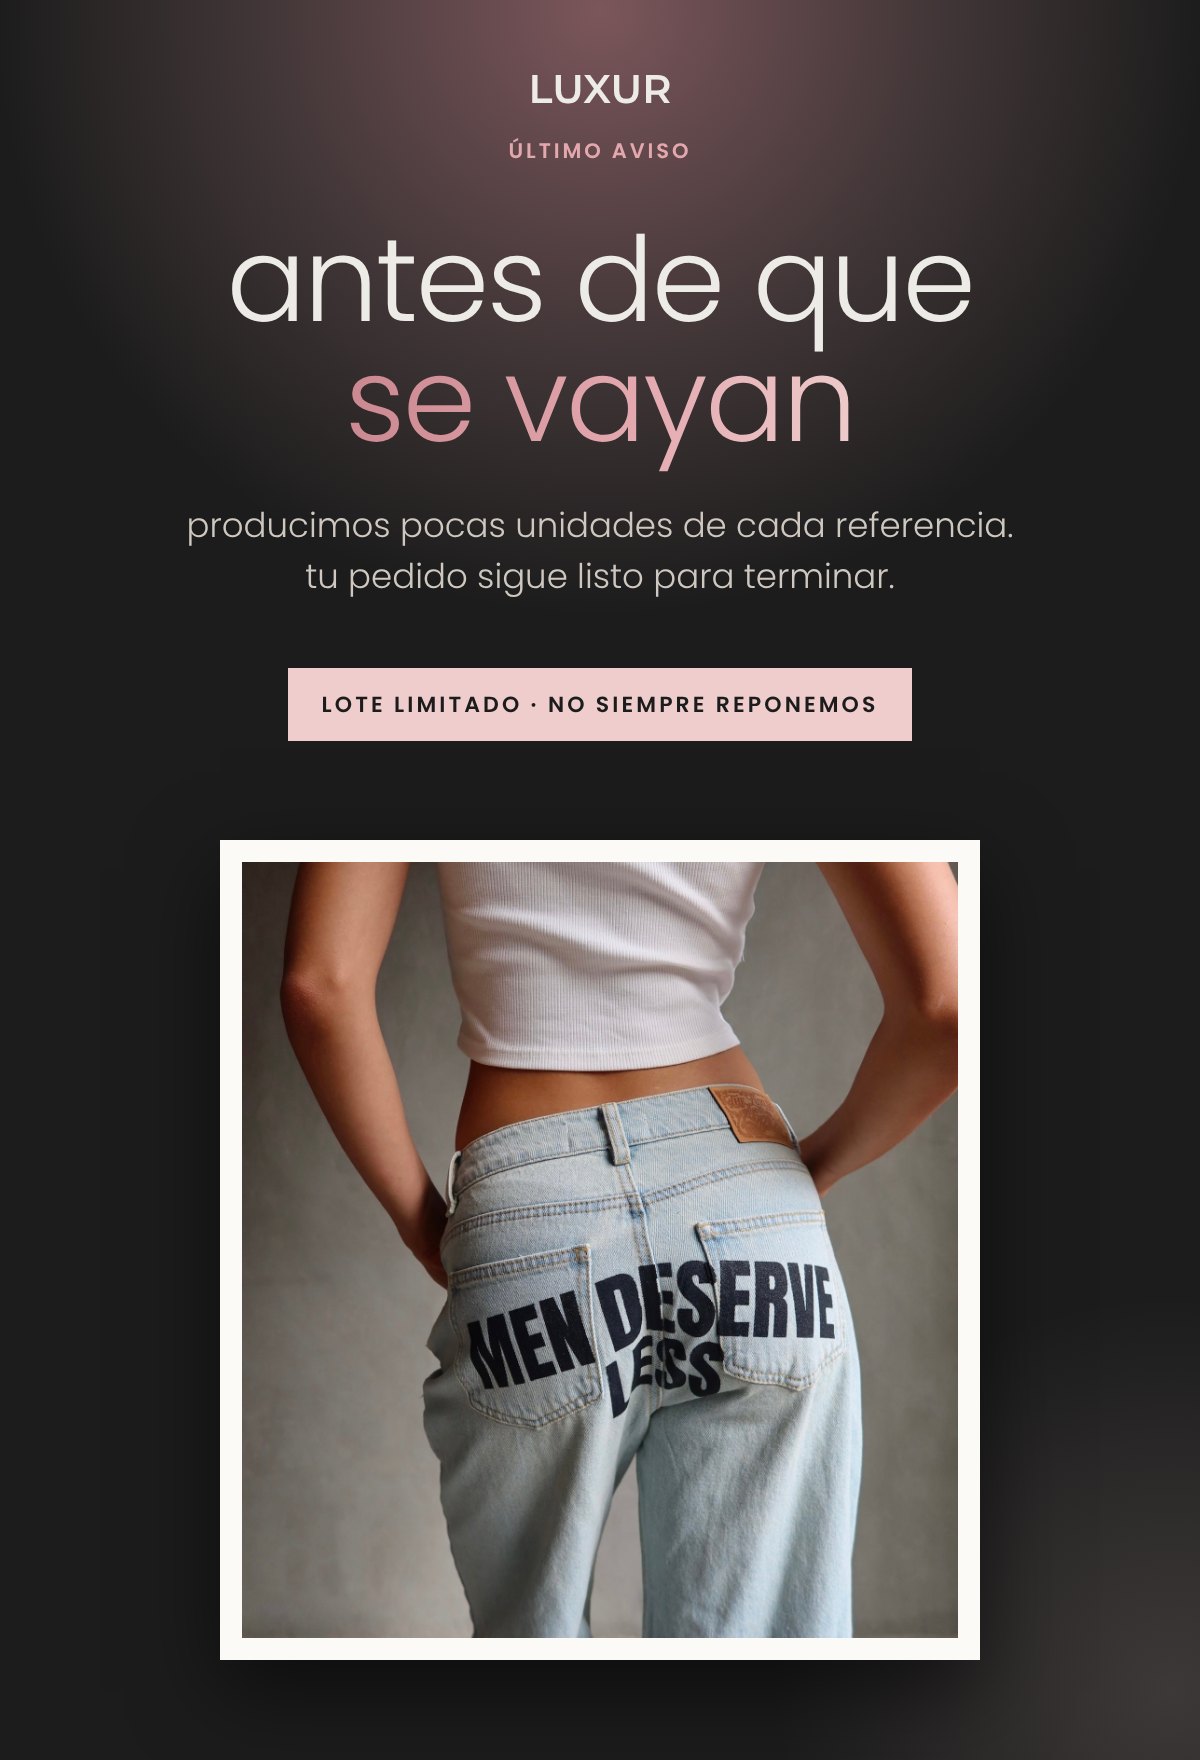 LUXUR
ÚLTIMO AVISO
antes de que
se vayan
producimos pocas unidades de cada referencia.
tu pedido sigue listo para terminar.
LOTE LIMITADO · NO SIEMPRE REPONEMOS
MEN DESERVE
LESS